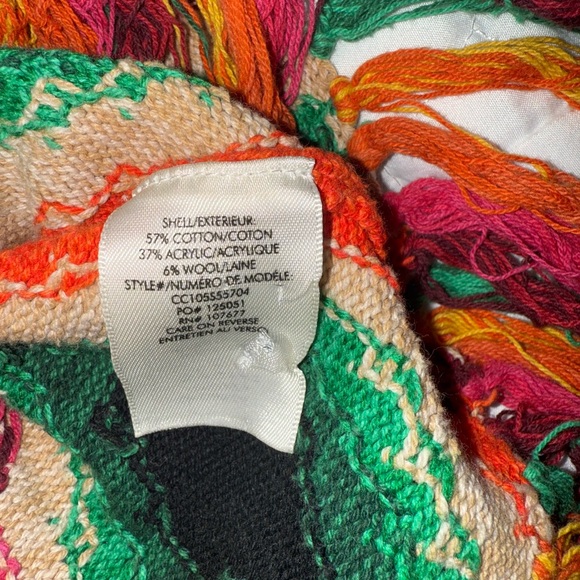 SHELL/EXTERIEUR:
57% COTTON/COTON
37% ACRYLIC/ACRYLIQUE
6% WOOL/LAINE
STYLE#/NUMÉRO DE MODÈLE:
CC105S55704
PO# 125051
RN# 107677
CARE ON REVERSE
ENTRETIEN AU VERSO